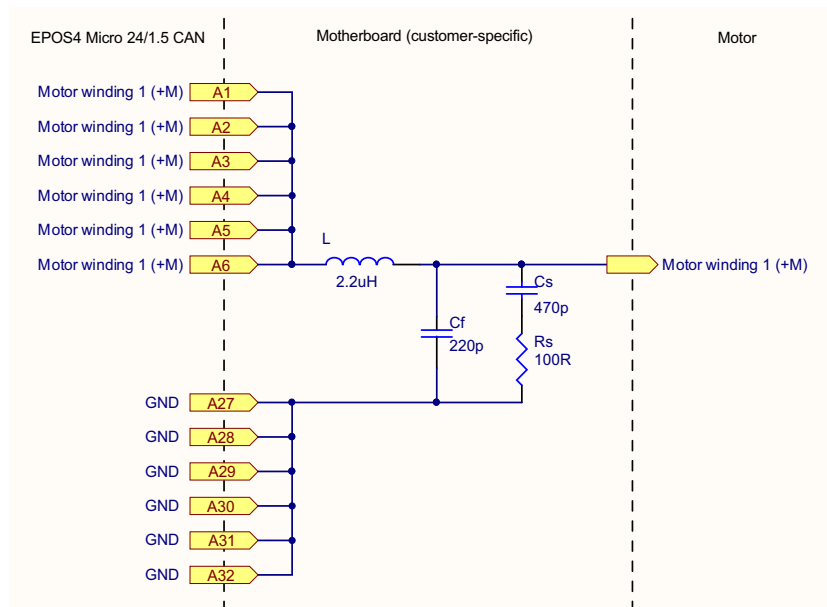 EPOS4 Micro 24/1.5 CAN
Motherboard (customer-specific)
Motor
Motor winding 1 (+M) A1
Motor winding 1 (+M) A2
Motor winding 1 (+M) A3
Motor winding 1 (+M) A4
Motor winding 1 (+M) A5
L
Motor winding 1 (+M) A6
Motor winding 1 (+M)
2.2uH
Cs
470p
Cf
220p
Rs
100R
GND A27
GND A28
GND A29
GND A30
GND A31
GND A32